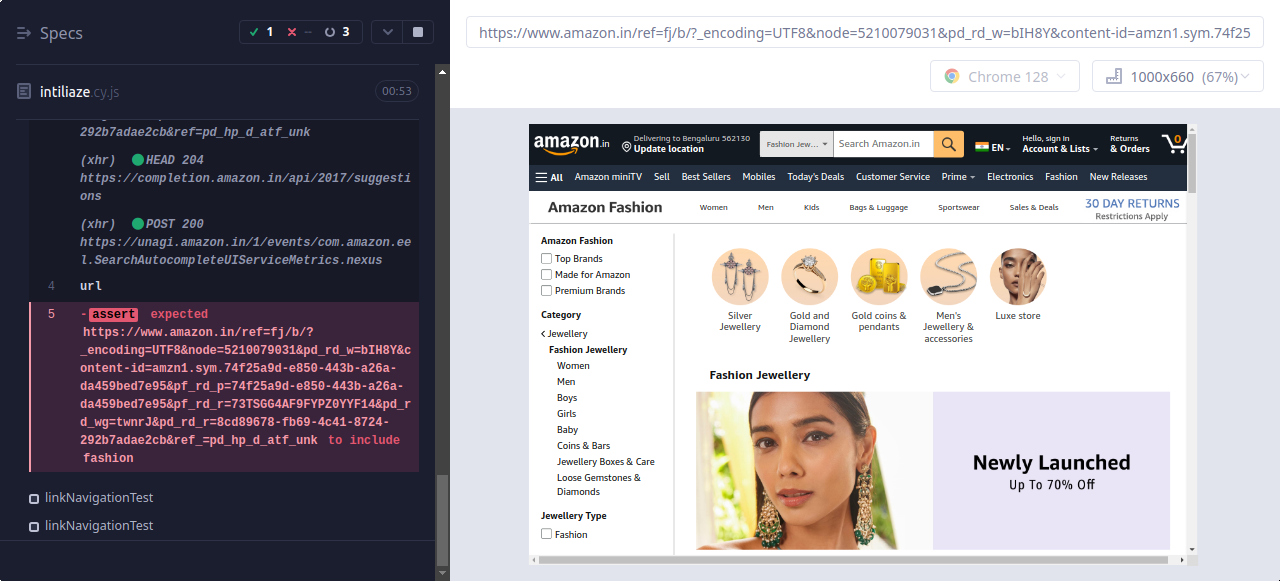 Specs
1
--
3
intiliaze.cy.js
00:53
292b7adae2cb&ref=pd_hp_d_atf_unk
(xhr) HEAD 204
https://completion.amazon.in/api/2017/suggesti
ons
(xhr) POST 200
https://unagi.amazon.in/1/events/com.amazon.ee
l.SearchAutocompleteUIServiceMetrics.nexus
4 url
5 -assert expected
https://www.amazon.in/ref=fj/b/?
_encoding=UTF8&node=5210079031&pd_rd_w=bIH8Y&c
ontent-id=amzn1.sym.74f25a9d-e850-443b-a26a-
da459bed7e95&pf_rd_p=74f25a9d-e850-443b-a26a-
da459bed7e95&pf_rd_r=73TSGG4AF9FYPZ0YYF14&pd_r
d_wg=twnrJ&pd_rd_r=8cd89678-fb69-4c41-8724-
292b7adae2cb&ref_=pd_hp_d_atf_unk to include
fashion
linkNavigationTest
linkNavigationTest
https://www.amazon.in/ref=fj/b/?_encoding=UTF8&node=5210079031&pd_rd_w=bIH8Y&content-id=amzn1.sym.74f25
Chrome 128
1000x660 (67%)
amazon.in
Delivering to Bengaluru 562130
Update location
Fashion Jew...
Search Amazon.in
EN
Hello, sign in
Account & Lists
Returns
& Orders
0
All
Amazon miniTV
Sell
Best Sellers
Mobiles
Today's Deals
Customer Service
Prime
Electronics
Fashion
New Releases
Amazon Fashion
Women
Men
Kids
Bags & Luggage
Sportswear
Sales & Deals
30 DAY RETURNS
Restrictions Apply
Amazon Fashion
Top Brands
Made for Amazon
Premium Brands
Category
Jewellery
Fashion Jewellery
Women
Men
Boys
Girls
Baby
Coins & Bars
Jewellery Boxes & Care
Loose Gemstones &
Diamonds
Jewellery Type
Fashion
Silver
Jewellery
Gold and
Diamond
Jewellery
Gold coins &
pendants
Men's
Jewellery &
accessories
Luxe store
Fashion Jewellery
Newly Launched
Up To 70% Off